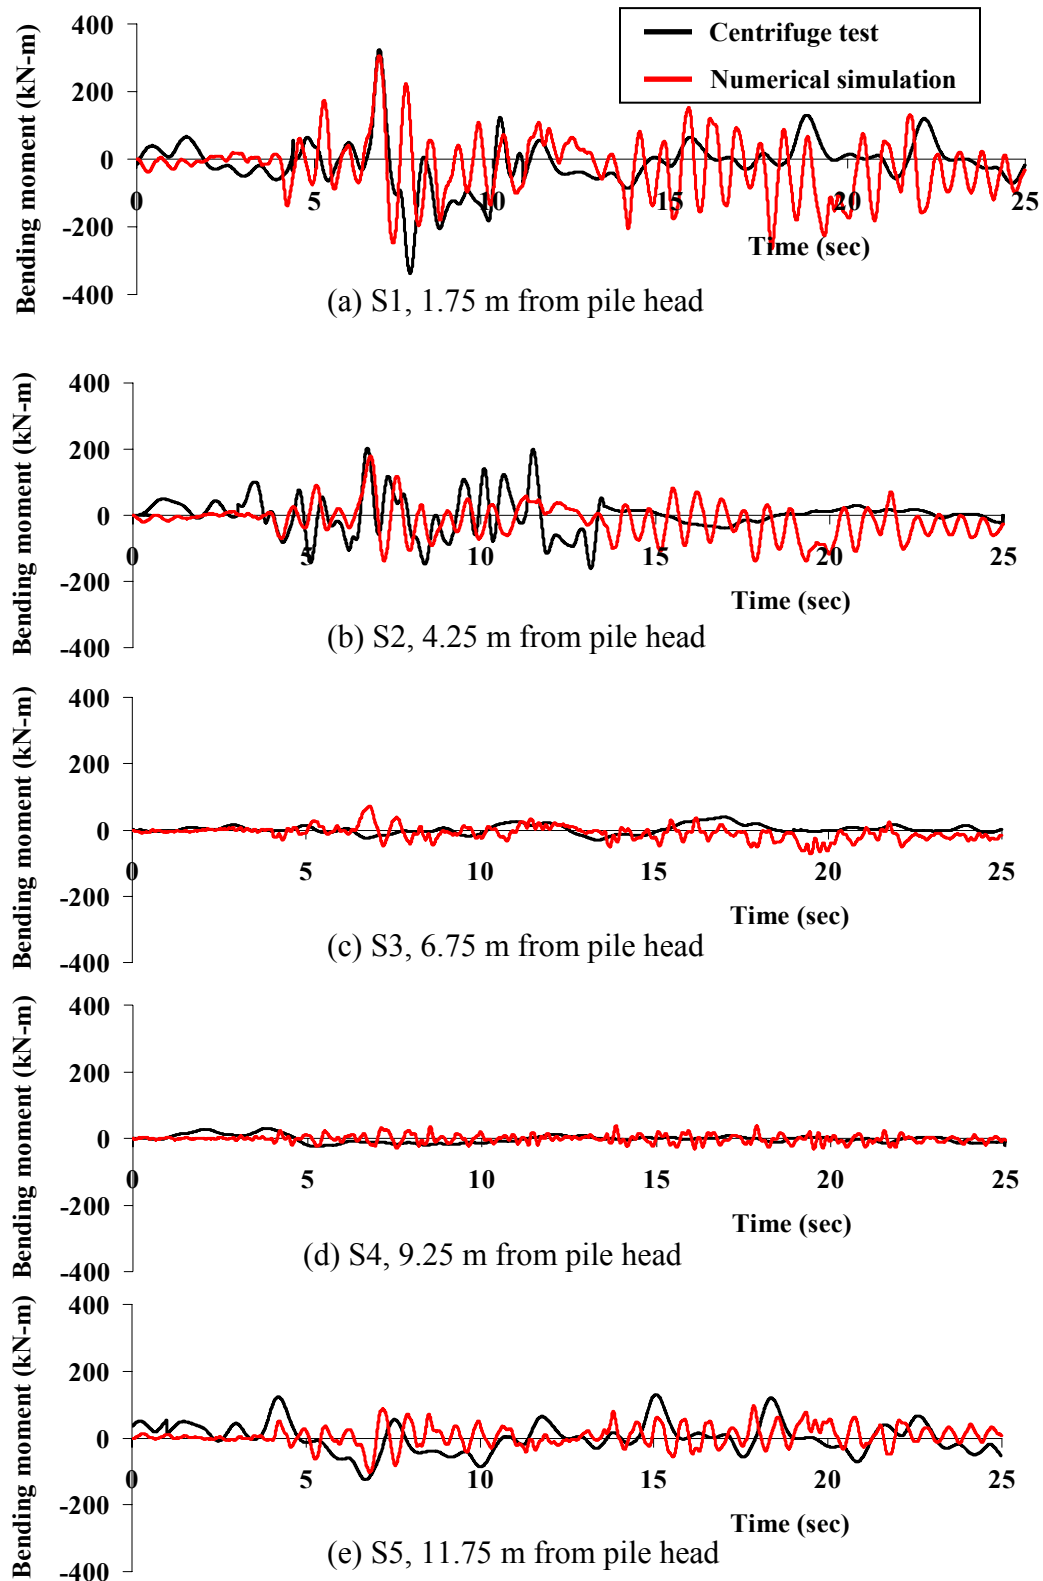 Centrifuge test
Numerical simulation
Bending moment (kN-m)
400
200
0
-200
-400
0 5 10 15 20 25
Time (sec)
(a) S1, 1.75 m from pile head
Bending moment (kN-m)
400
200
0
-200
-400
0 5 10 15 20 25
Time (sec)
(b) S2, 4.25 m from pile head
Bending moment (kN-m)
400
200
0
-200
-400
0 5 10 15 20 25
Time (sec)
(c) S3, 6.75 m from pile head
Bending moment (kN-m)
400
200
0
-200
-400
0 5 10 15 20 25
Time (sec)
(d) S4, 9.25 m from pile head
Bending moment (kN-m)
400
200
0
-200
-400
0 5 10 15 20 25
Time (sec)
(e) S5, 11.75 m from pile head